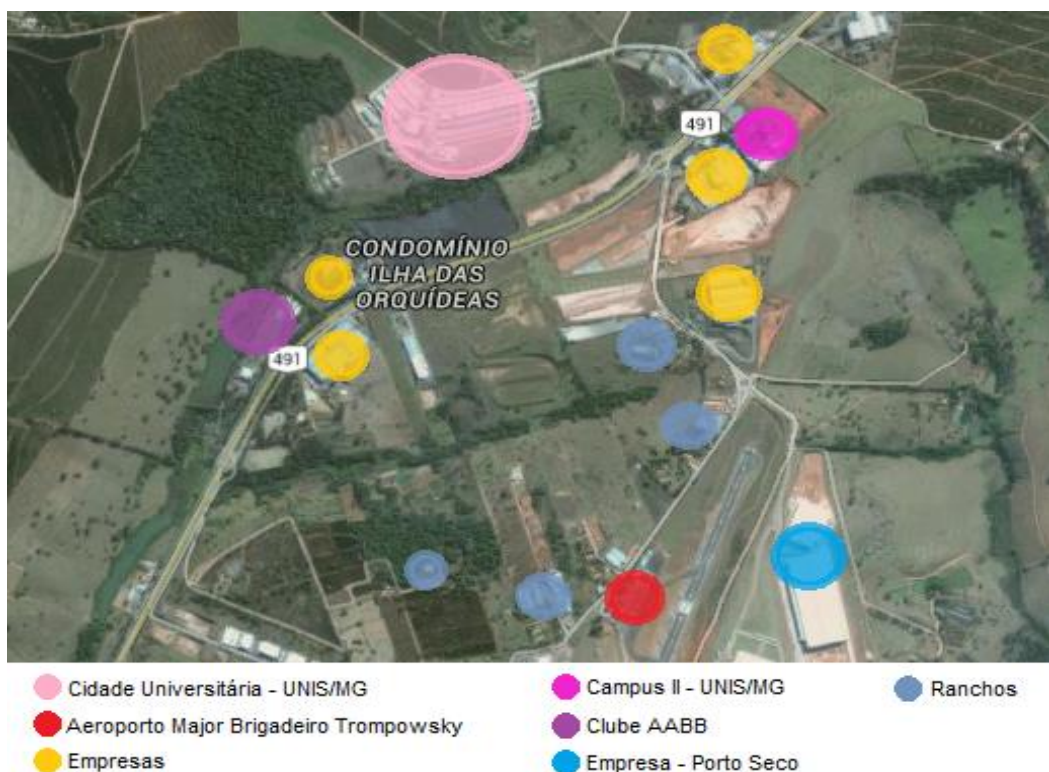 491
CONDOMÍNIO
ILHA DAS
ORQUÍDEAS
491
Cidade Universitária - UNIS/MG
Aeroporto Major Brigadeiro Trompowsky
Empresas
Campus II - UNIS/MG
Clube AABB
Empresa - Porto Seco
Ranchos